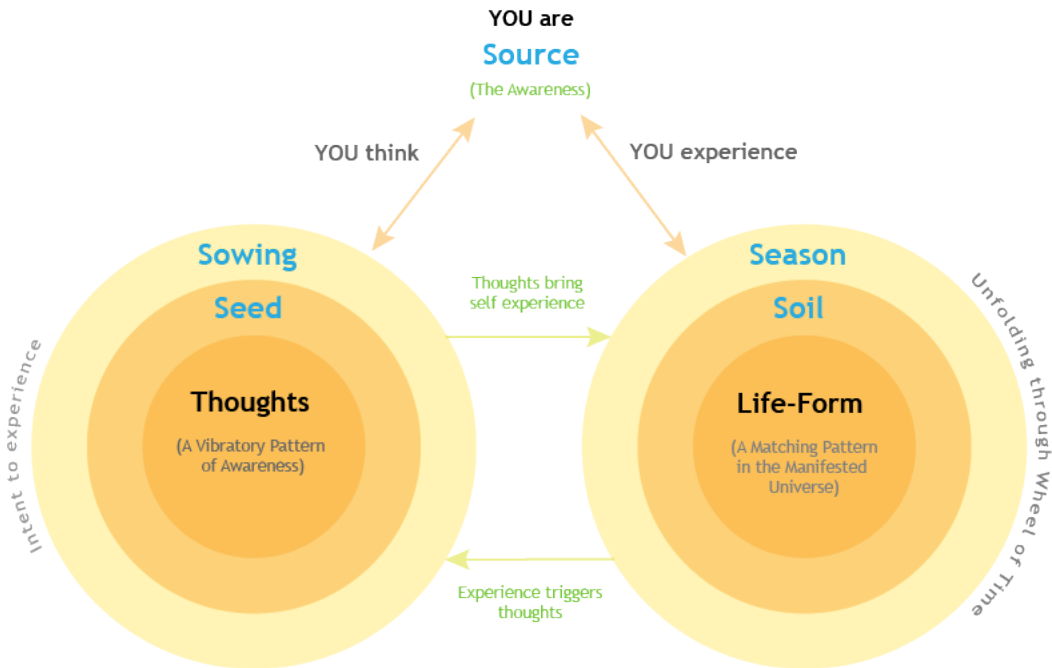 YOU are
Source
(The Awareness)
YOU think
YOU experience
Sowing
Seed
Thoughts
(A Vibratory Pattern
of Awareness)
Intent to experience
Thoughts bring
self experience
Experience triggers
thoughts
Season
Soil
Life-Form
(A Matching Pattern
in the Manifested
Universe)
Unfolding through Wheel of Time